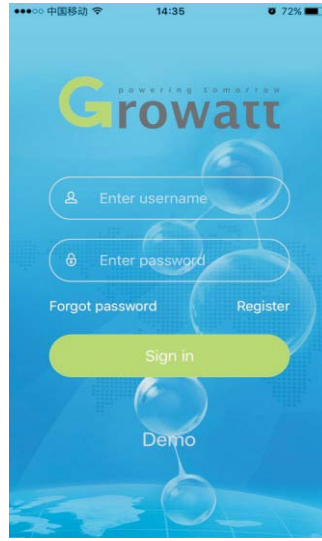 中国移动 14:35 72%
powering tomorrow
Growatt
Enter username
Enter password
Forgot password Register
Sign in
Demo